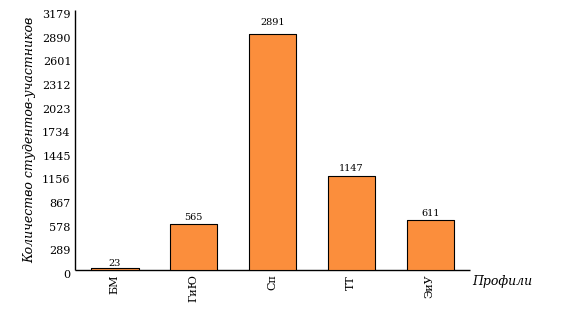 Количество студентов-участников
3179
2890
2601
2312
2023
1734
1445
1156
867
578
289
0
23
565
2891
1147
611
БМ
ГиЮ
Сп
ТТ
ЭиУ
Профили